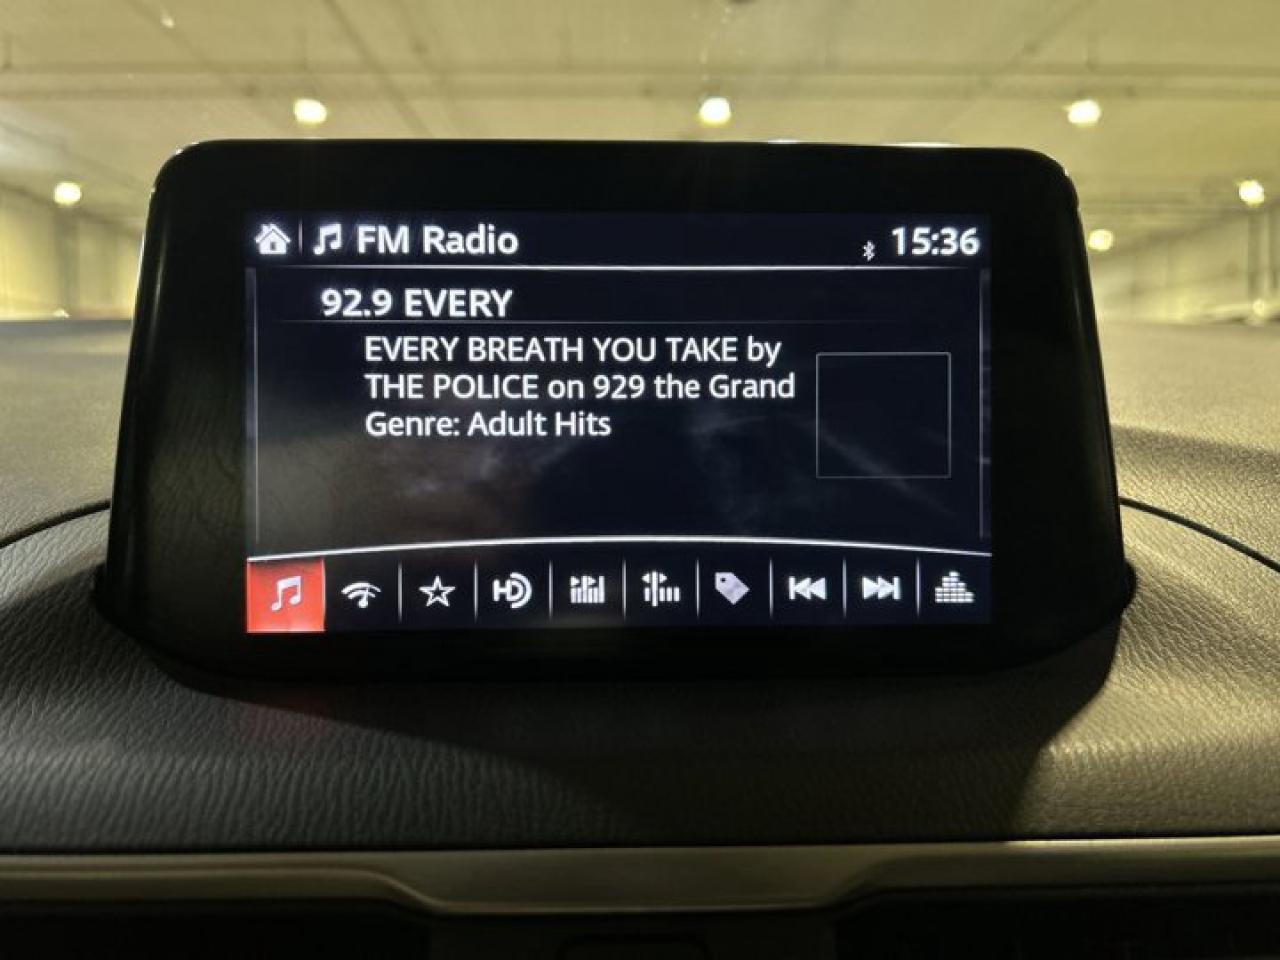 FM Radio
15:36
92.9 EVERY
EVERY BREATH YOU TAKE by
THE POLICE on 929 the Grand
Genre: Adult Hits
HD